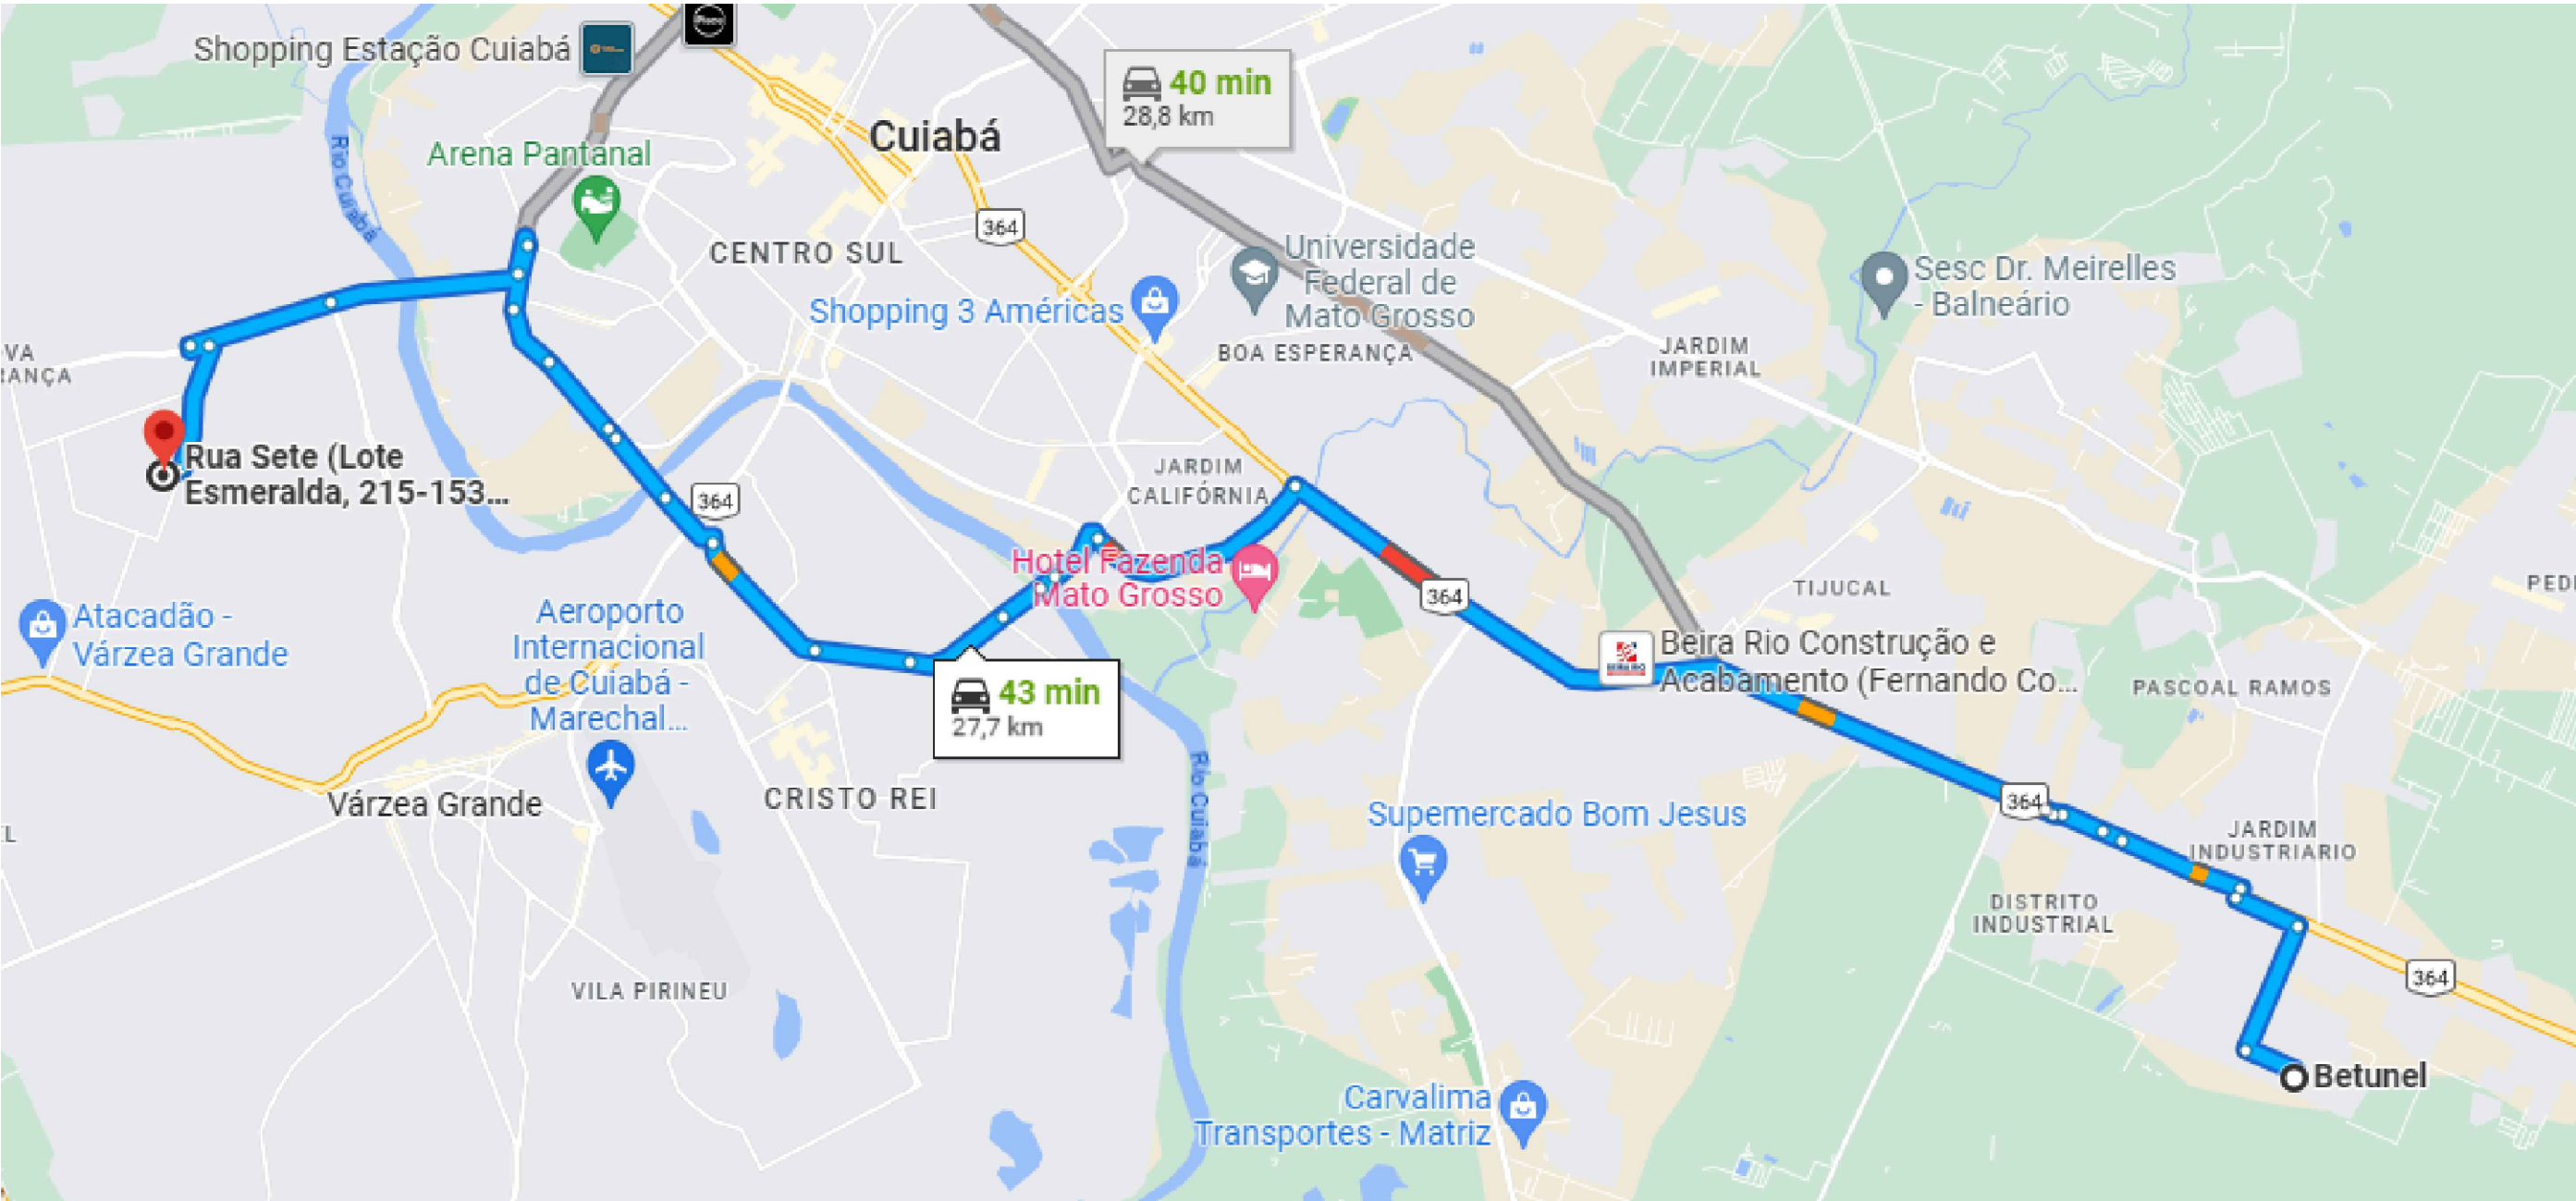 Shopping Estação Cuiabá
Plaeng
40 min
28,8 km
Cuiabá
Rio Cuiabá
Arena Pantanal
364
CENTRO SUL
Universidade
Federal de
Mato Grosso
Sesc Dr. Meirelles
- Balneário
Shopping 3 Américas
BOA ESPERANÇA
JARDIM
IMPERIAL
VA
RANÇA
Rua Sete (Lote
Esmeralda, 215-153...
JARDIM
CALIFÓRNIA
364
Hotel Fazenda
Mato Grosso
364
TIJUCAL
PED
Atacadão -
Várzea Grande
Aeroporto
Internacional
de Cuiabá -
Marechal...
Beira Rio Construção e
Acabamento (Fernando Co...
PASCOAL RAMOS
43 min
27,7 km
Rio Cuiabá
Várzea Grande
CRISTO REI
Supemercado Bom Jesus
364
JARDIM
INDUSTRIARIO
L
DISTRITO
INDUSTRIAL
VILA PIRINEU
364
Betunel
Carvalima
Transportes - Matriz